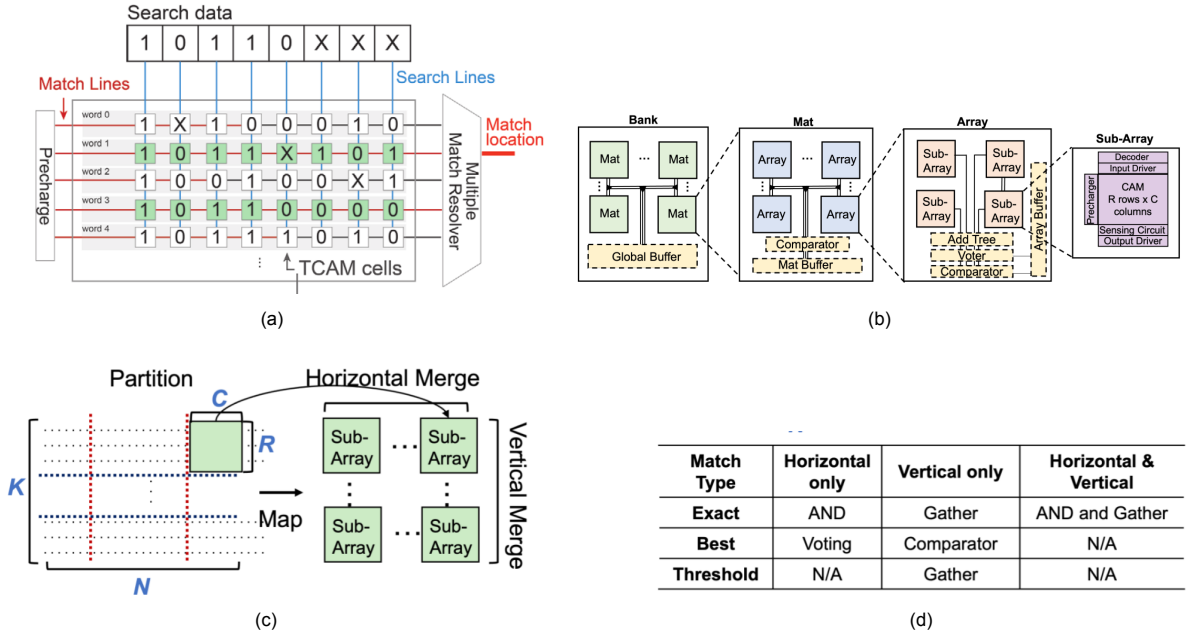 Search data
1 0 1 1 0 X X X
Match Lines
Search Lines
Precharge
word 0
1 X 1 0 0 0 1 0
word 1
1 0 1 1 X 1 0 1
word 2
1 0 0 1 0 0 X 1
word 3
1 0 1 1 0 0 0 0
word 4
1 0 1 1 1 0 1 0
⋮
TCAM cells
Multiple
Match Resolver
Match
location
(a)
Bank
Mat ... Mat
⋮ ⋮
Mat Mat
Global Buffer
Mat
Array ... Array
⋮ ⋮
Array Array
Comparator
Mat Buffer
Array
Sub-
Array
Sub-
Array
Sub-
Array
Sub-
Array
Array Buffer
Add Tree
Voter
Comparator
Sub-Array
Decoder
Input Driver
Precharger
CAM
R rows x C
columns
Sensing Circuit
Output Driver
(b)
Partition
C
R
K
N
Map
Horizontal Merge
Sub-
Array
...
Sub-
Array
⋮ ⋮
Sub-
Array
...
Sub-
Array
Vertical Merge
(c)
Match Type Horizontal only Vertical only Horizontal & Vertical
Exact AND Gather AND and Gather
Best Voting Comparator N/A
Threshold N/A Gather N/A
(d)